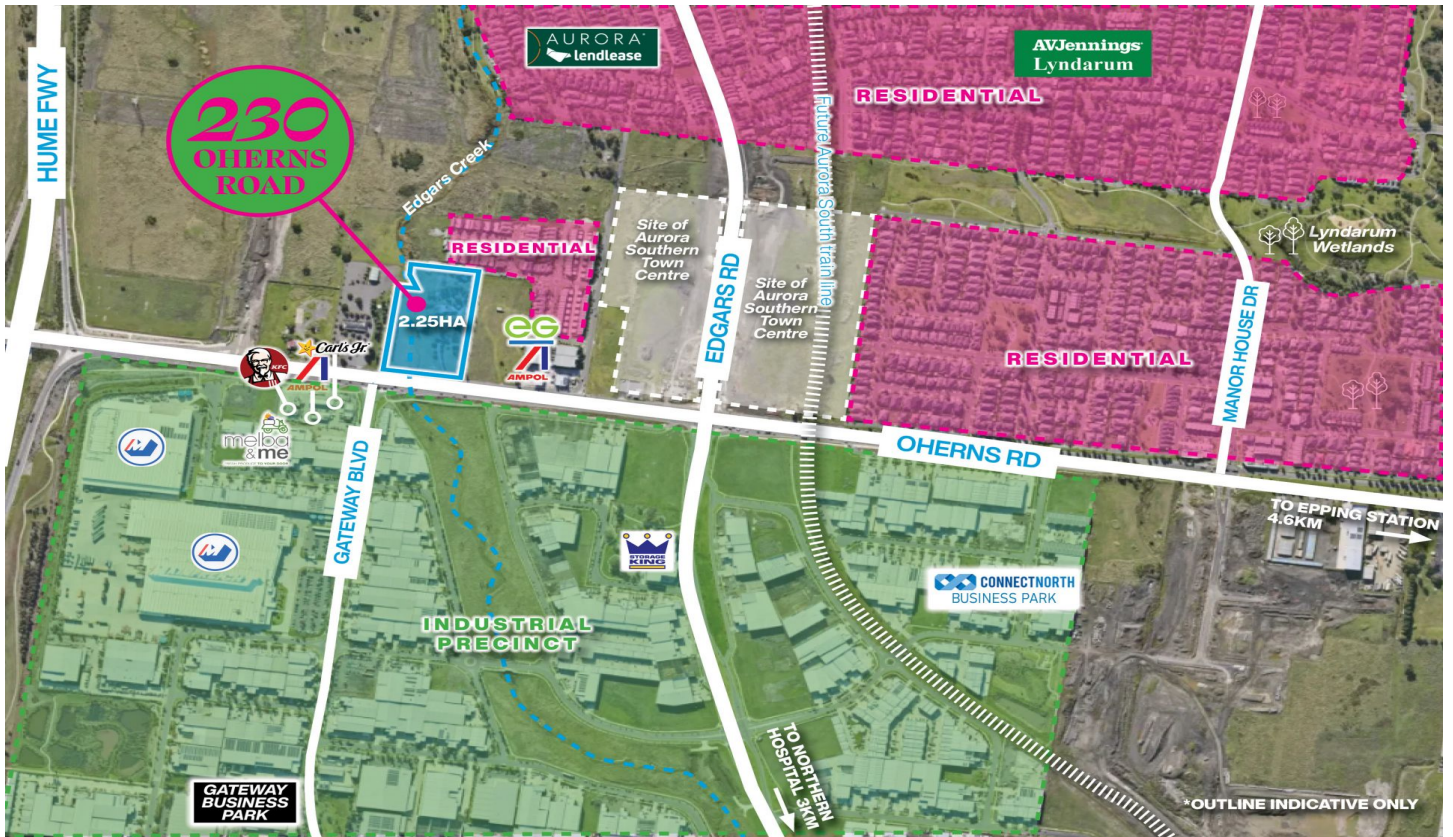 HUME FWY
230
OHERNS
ROAD
AURORA
lendlease
AVJennings
Lyndarum
RESIDENTIAL
Edgars Creek
Future Aurora South train line
RESIDENTIAL
2.25HA
Site of
Aurora
Southern
Town
Centre
EDGARS RD
Site of
Aurora
Southern
Town
Centre
Lyndarum
Wetlands
RESIDENTIAL
MANOR HOUSE DR
KFC
Carl's Jr.
AMPOL
eG
AMPOL
melba
&me
GATEWAY BLVD
OHERNS RD
TO EPPING STATION
4.6KM
STORAGE
KING
CONNECTNORTH
BUSINESS PARK
INDUSTRIAL
PRECINCT
TO NORTHERN
HOSPITAL 3KM
GATEWAY
BUSINESS
PARK
*OUTLINE INDICATIVE ONLY